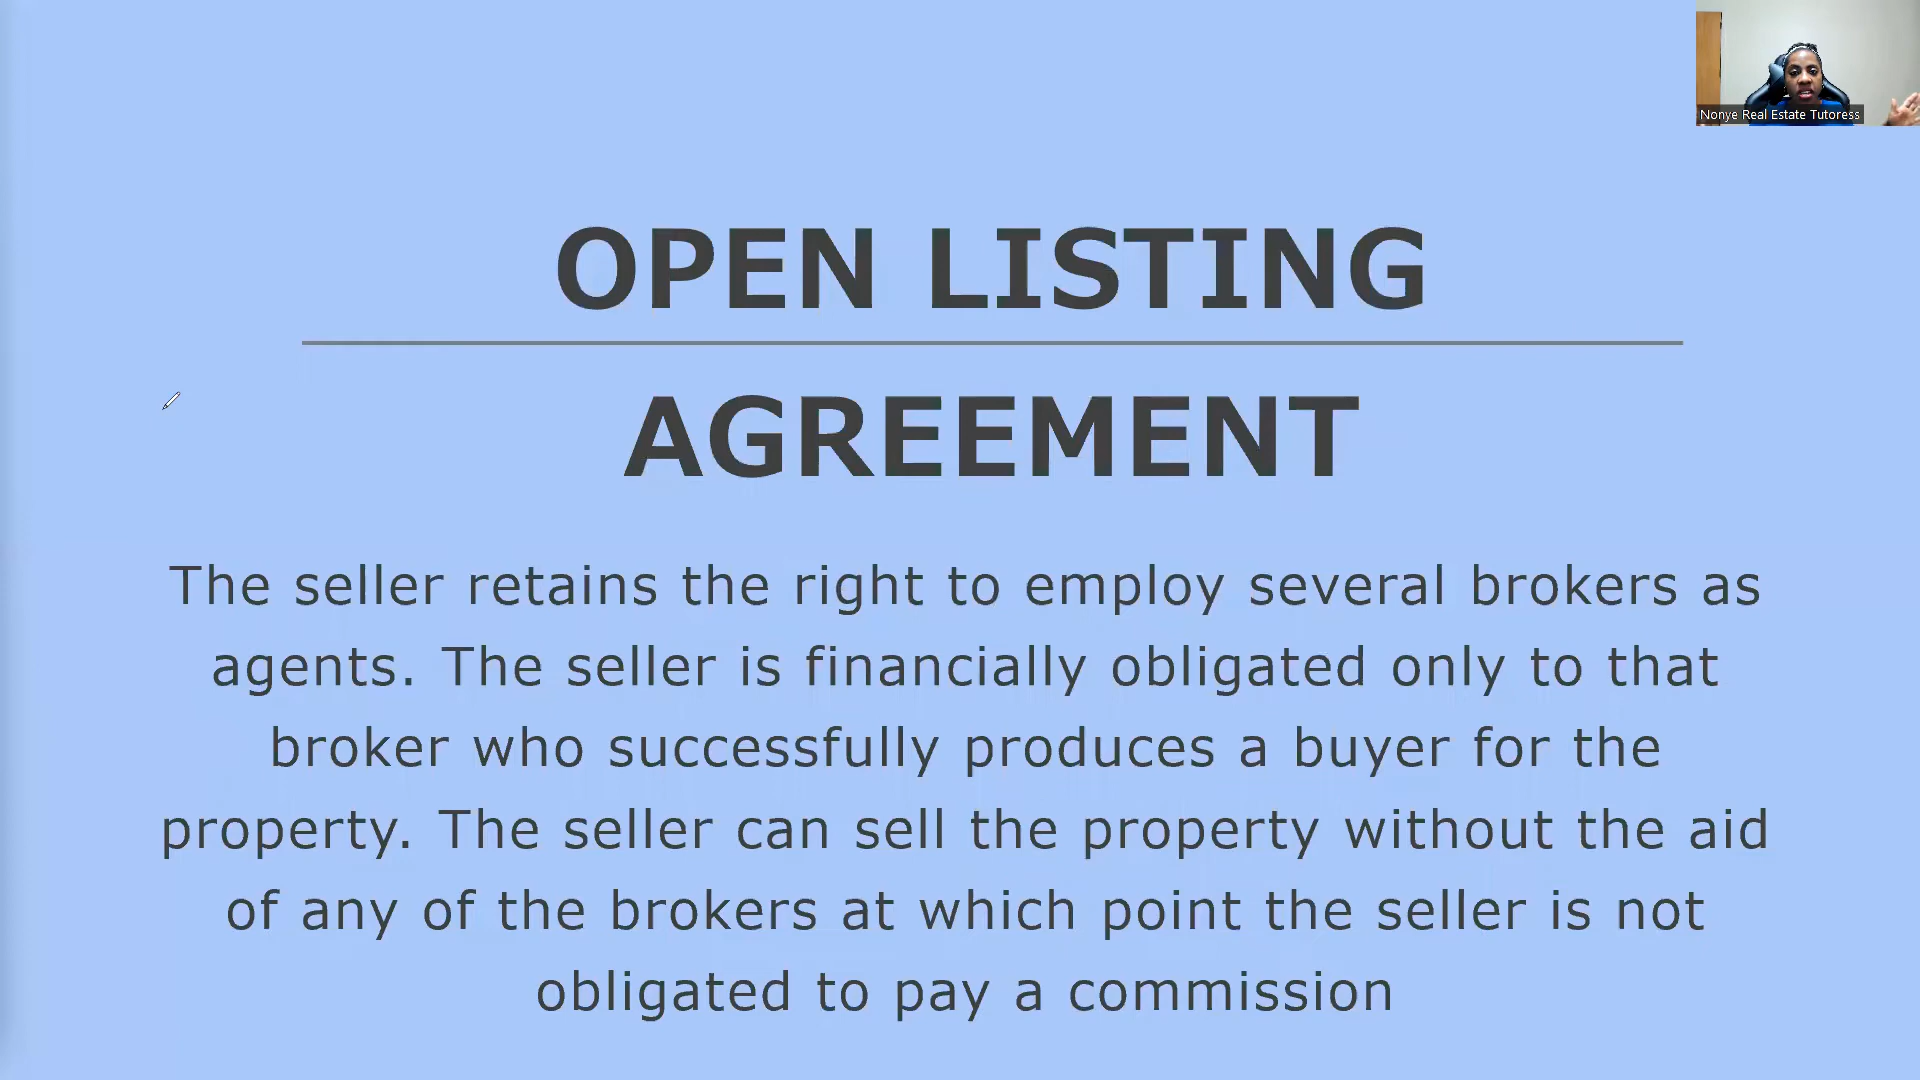 Nonye Real Estate Tutoress
OPEN LISTING
AGREEMENT
The seller retains the right to employ several brokers as
agents. The seller is financially obligated only to that
broker who successfully produces a buyer for the
property. The seller can sell the property without the aid
of any of the brokers at which point the seller is not
obligated to pay a commission